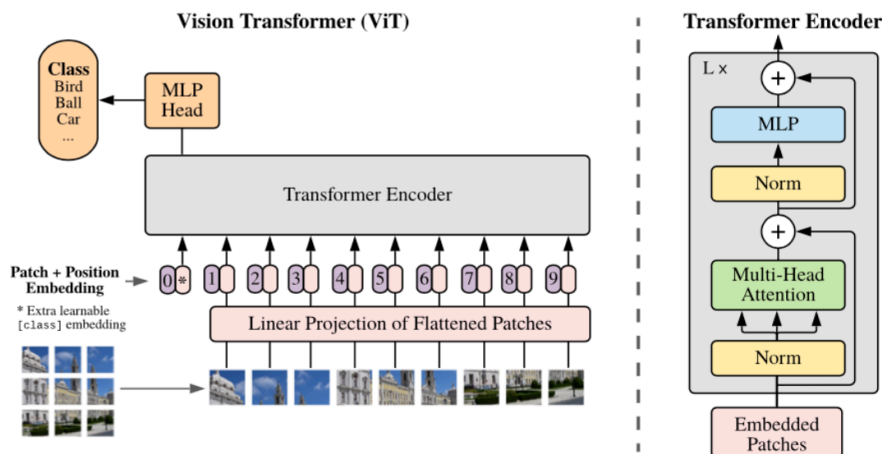 Vision Transformer (ViT)
Class
Bird
Ball
Car
...
MLP
Head
Transformer Encoder
Patch + Position
Embedding
0 * 1 2 3 4 5 6 7 8 9
* Extra learnable
[class] embedding
Linear Projection of Flattened Patches
Transformer Encoder
L ×
+
MLP
Norm
+
Multi-Head
Attention
Norm
Embedded
Patches